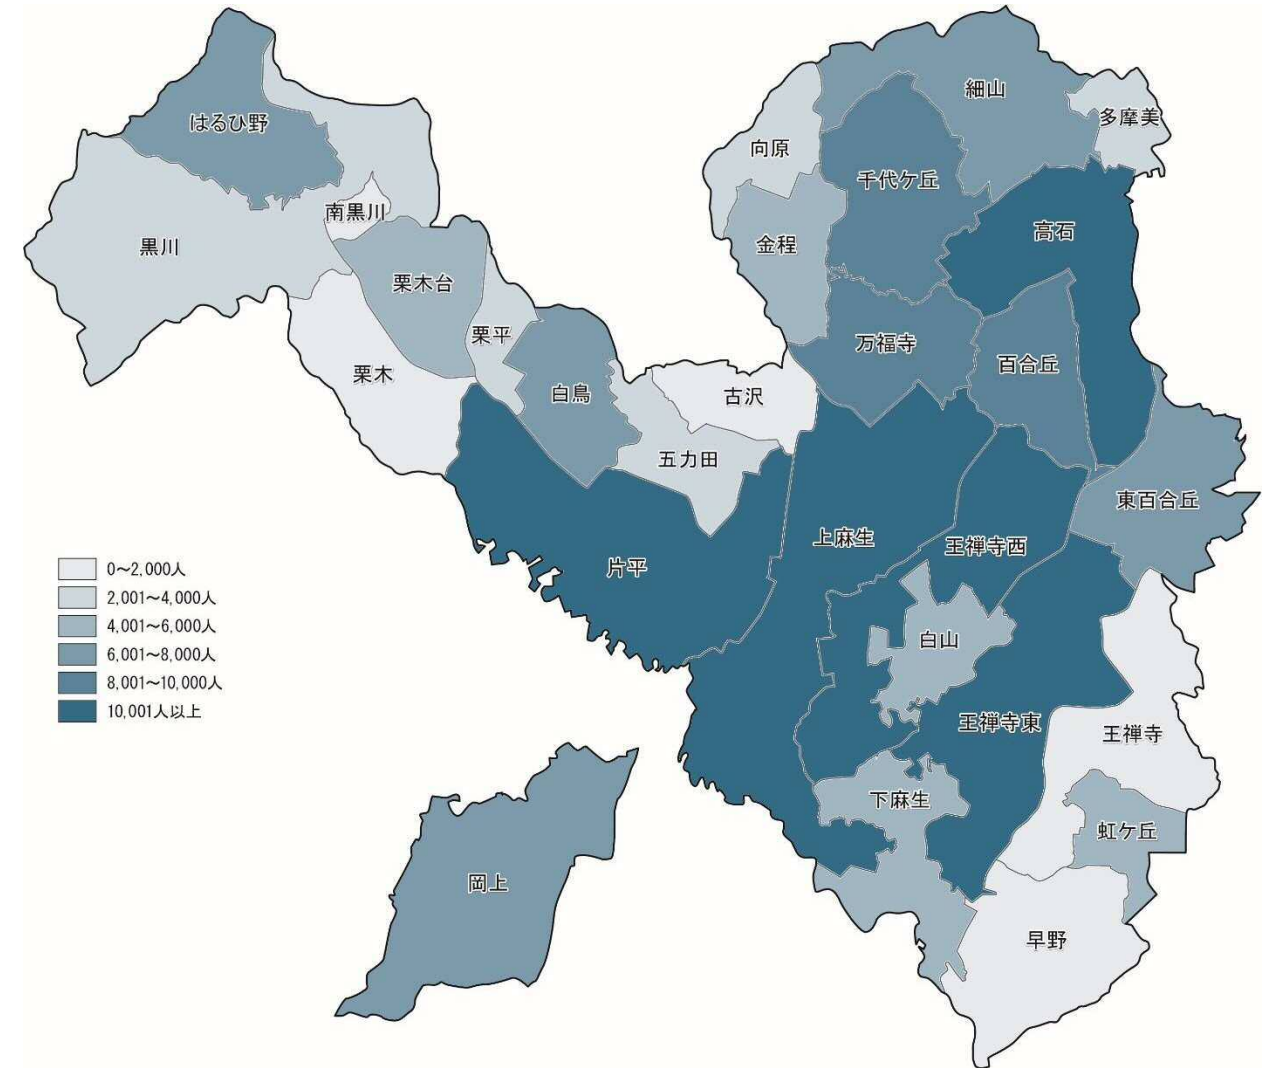 細山
多摩美
はるひ野
向原
千代ケ丘
南黒川
高石
黒川
金程
栗木台
栗平
万福寺
百合丘
栗木
白鳥
古沢
五力田
東百合丘
上麻生
王禅寺西
片平
0～2,000人
2,001～4,000人
4,001～6,000人
6,001～8,000人
8,001～10,000人
10,001人以上
白山
王禅寺東
王禅寺
下麻生
虹ケ丘
岡上
早野